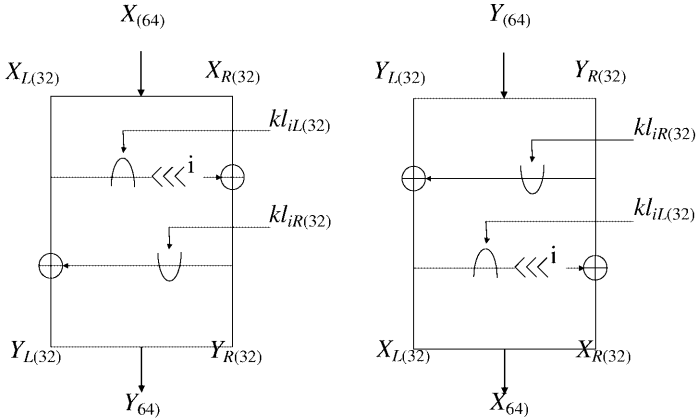 X(64)
Y(64)
XL(32) XR(32)
YL(32) YR(32)
kliL(32)
kliR(32)
i
kliR(32)
kliL(32)
i
YL(32) YR(32)
XL(32) XR(32)
Y64)
X64)